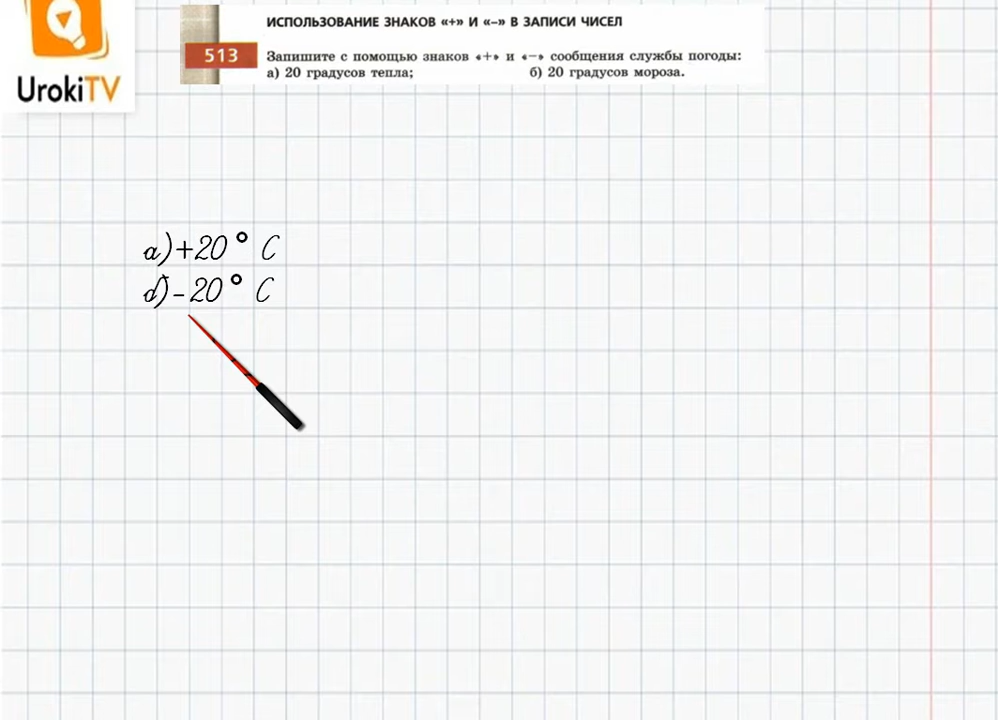 UrokiTV
ИСПОЛЬЗОВАНИЕ ЗНАКОВ «+» И «–» В ЗАПИСИ ЧИСЕЛ
513
Запишите с помощью знаков «+» и «−» сообщения службы погоды:
а) 20 градусов тепла; б) 20 градусов мороза.
а)+20° С
б)-20° С